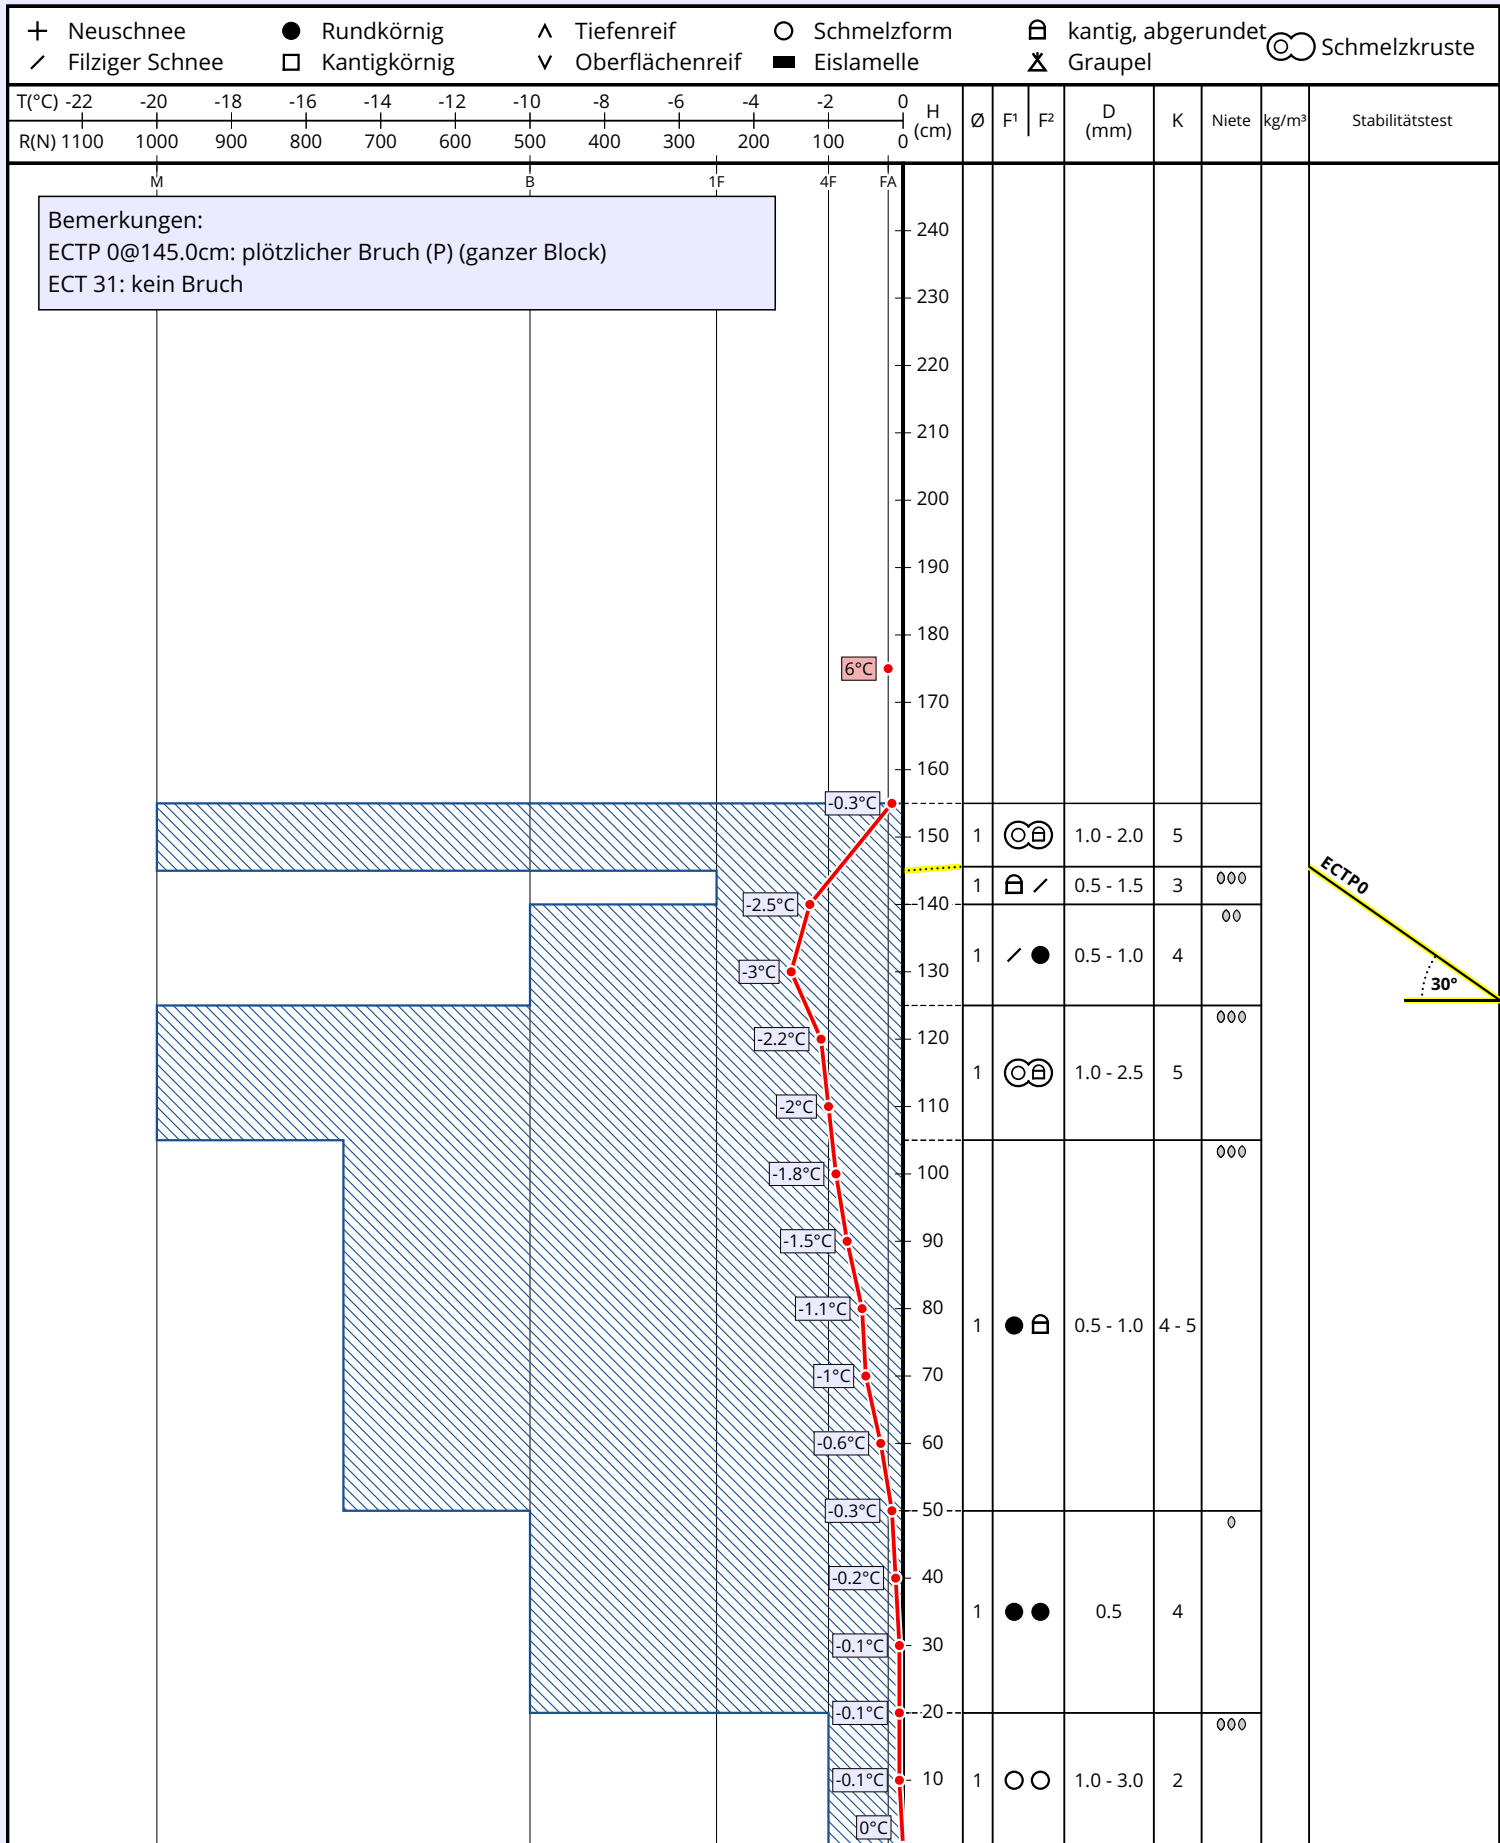 Neuschnee Rundkörnig Tiefenreif Schmelzform kantig, abgerundet Schmelzkruste
Filziger Schnee Kantigkörnig Oberflächenreif Eislamelle Graupel
T(°C) -22 -20 -18 -16 -14 -12 -10 -8 -6 -4 -2 0
R(N) 1100 1000 900 800 700 600 500 400 300 200 100 0
H (cm) Ø F¹ F² D (mm) K Niete kg/m³ Stabilitätstest
M B 1F 4F FA
Bemerkungen:
ECTP 0@145.0cm: plötzlicher Bruch (P) (ganzer Block)
ECT 31: kein Bruch
240
230
220
210
200
190
180
6°C
170
160
-0.3°C
150 1 1.0 - 2.0 5
ECTP0
1 0.5 - 1.5 3
-2.5°C 140
1 0.5 - 1.0 4
-3°C 130
30°
-2.2°C 120
1 1.0 - 2.5 5
-2°C 110
-1.8°C 100
-1.5°C 90
-1.1°C 80
1 0.5 - 1.0 4 - 5
-1°C 70
-0.6°C 60
-0.3°C 50
-0.2°C 40
1 0.5 4
-0.1°C 30
-0.1°C 20
-0.1°C 10 1 1.0 - 3.0 2
0°C